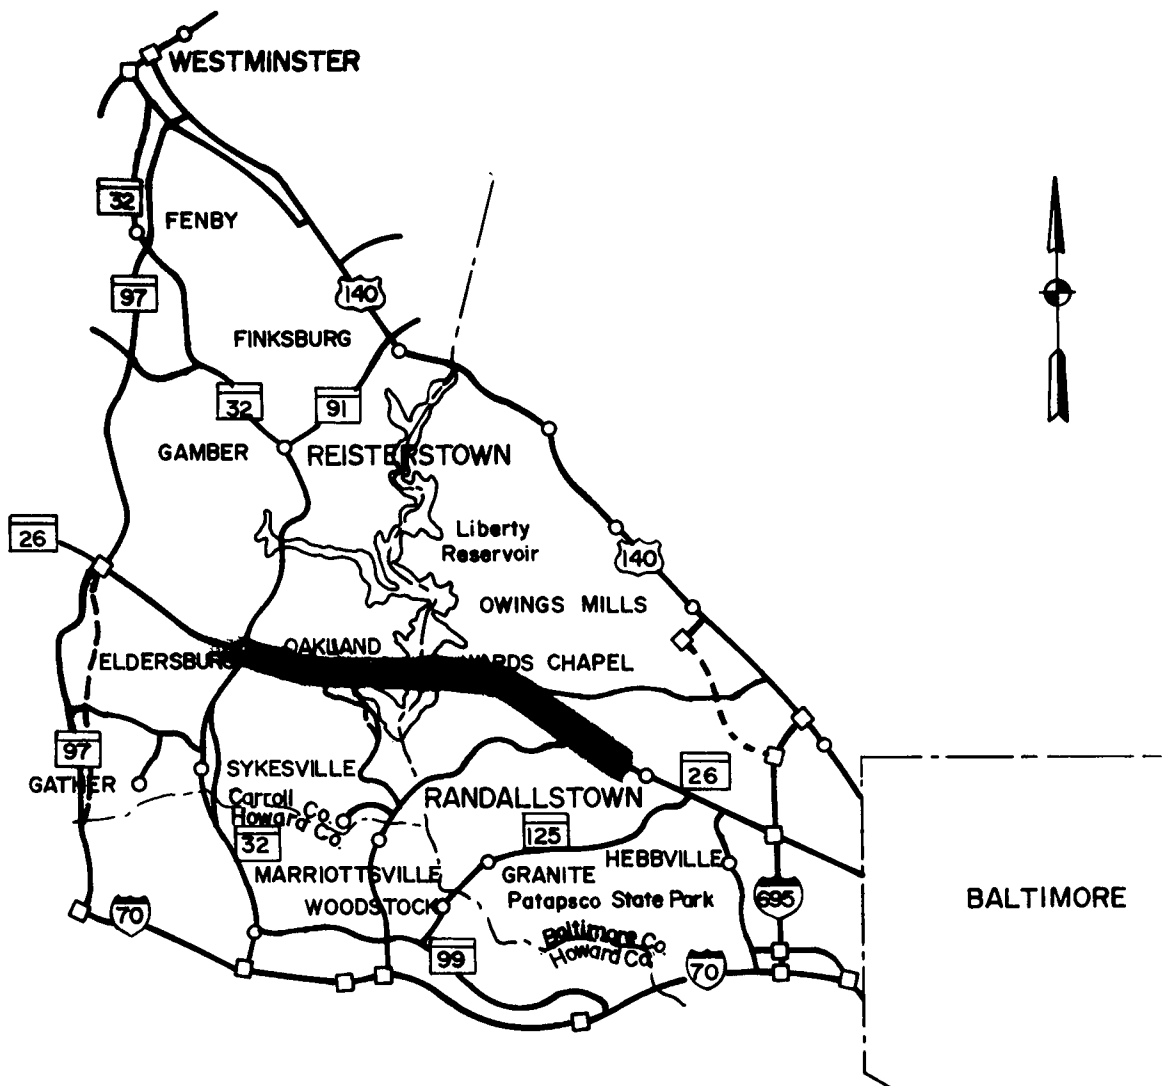 WESTMINSTER
32
FENBY
97
140
FINKSBURG
32
91
GAMBER
REISTERSTOWN
26
Liberty
Reservoir
140
OWINGS MILLS
OAKLAND
ELDERSBURG
WARDS CHAPEL
97
GATHER
SYKESVILLE
26
RANDALLSTOWN
Carroll Co.
Howard Co.
32
125
HEBBVILLE
MARRIOTTSVILLE
GRANITE
WOODSTOCK
Patapsco State Park
695
BALTIMORE
70
Baltimore Co.
Howard Co.
99
70